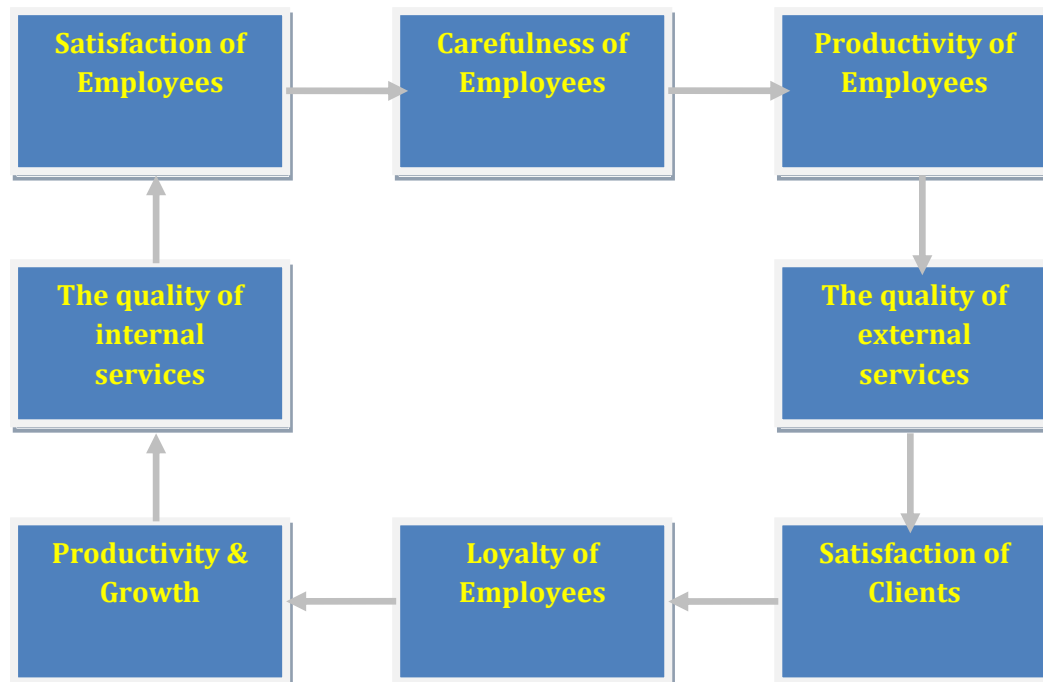 Satisfaction of
Employees
Carefulness of
Employees
Productivity of
Employees
The quality of
internal
services
The quality of
external
services
Productivity &
Growth
Loyalty of
Employees
Satisfaction of
Clients